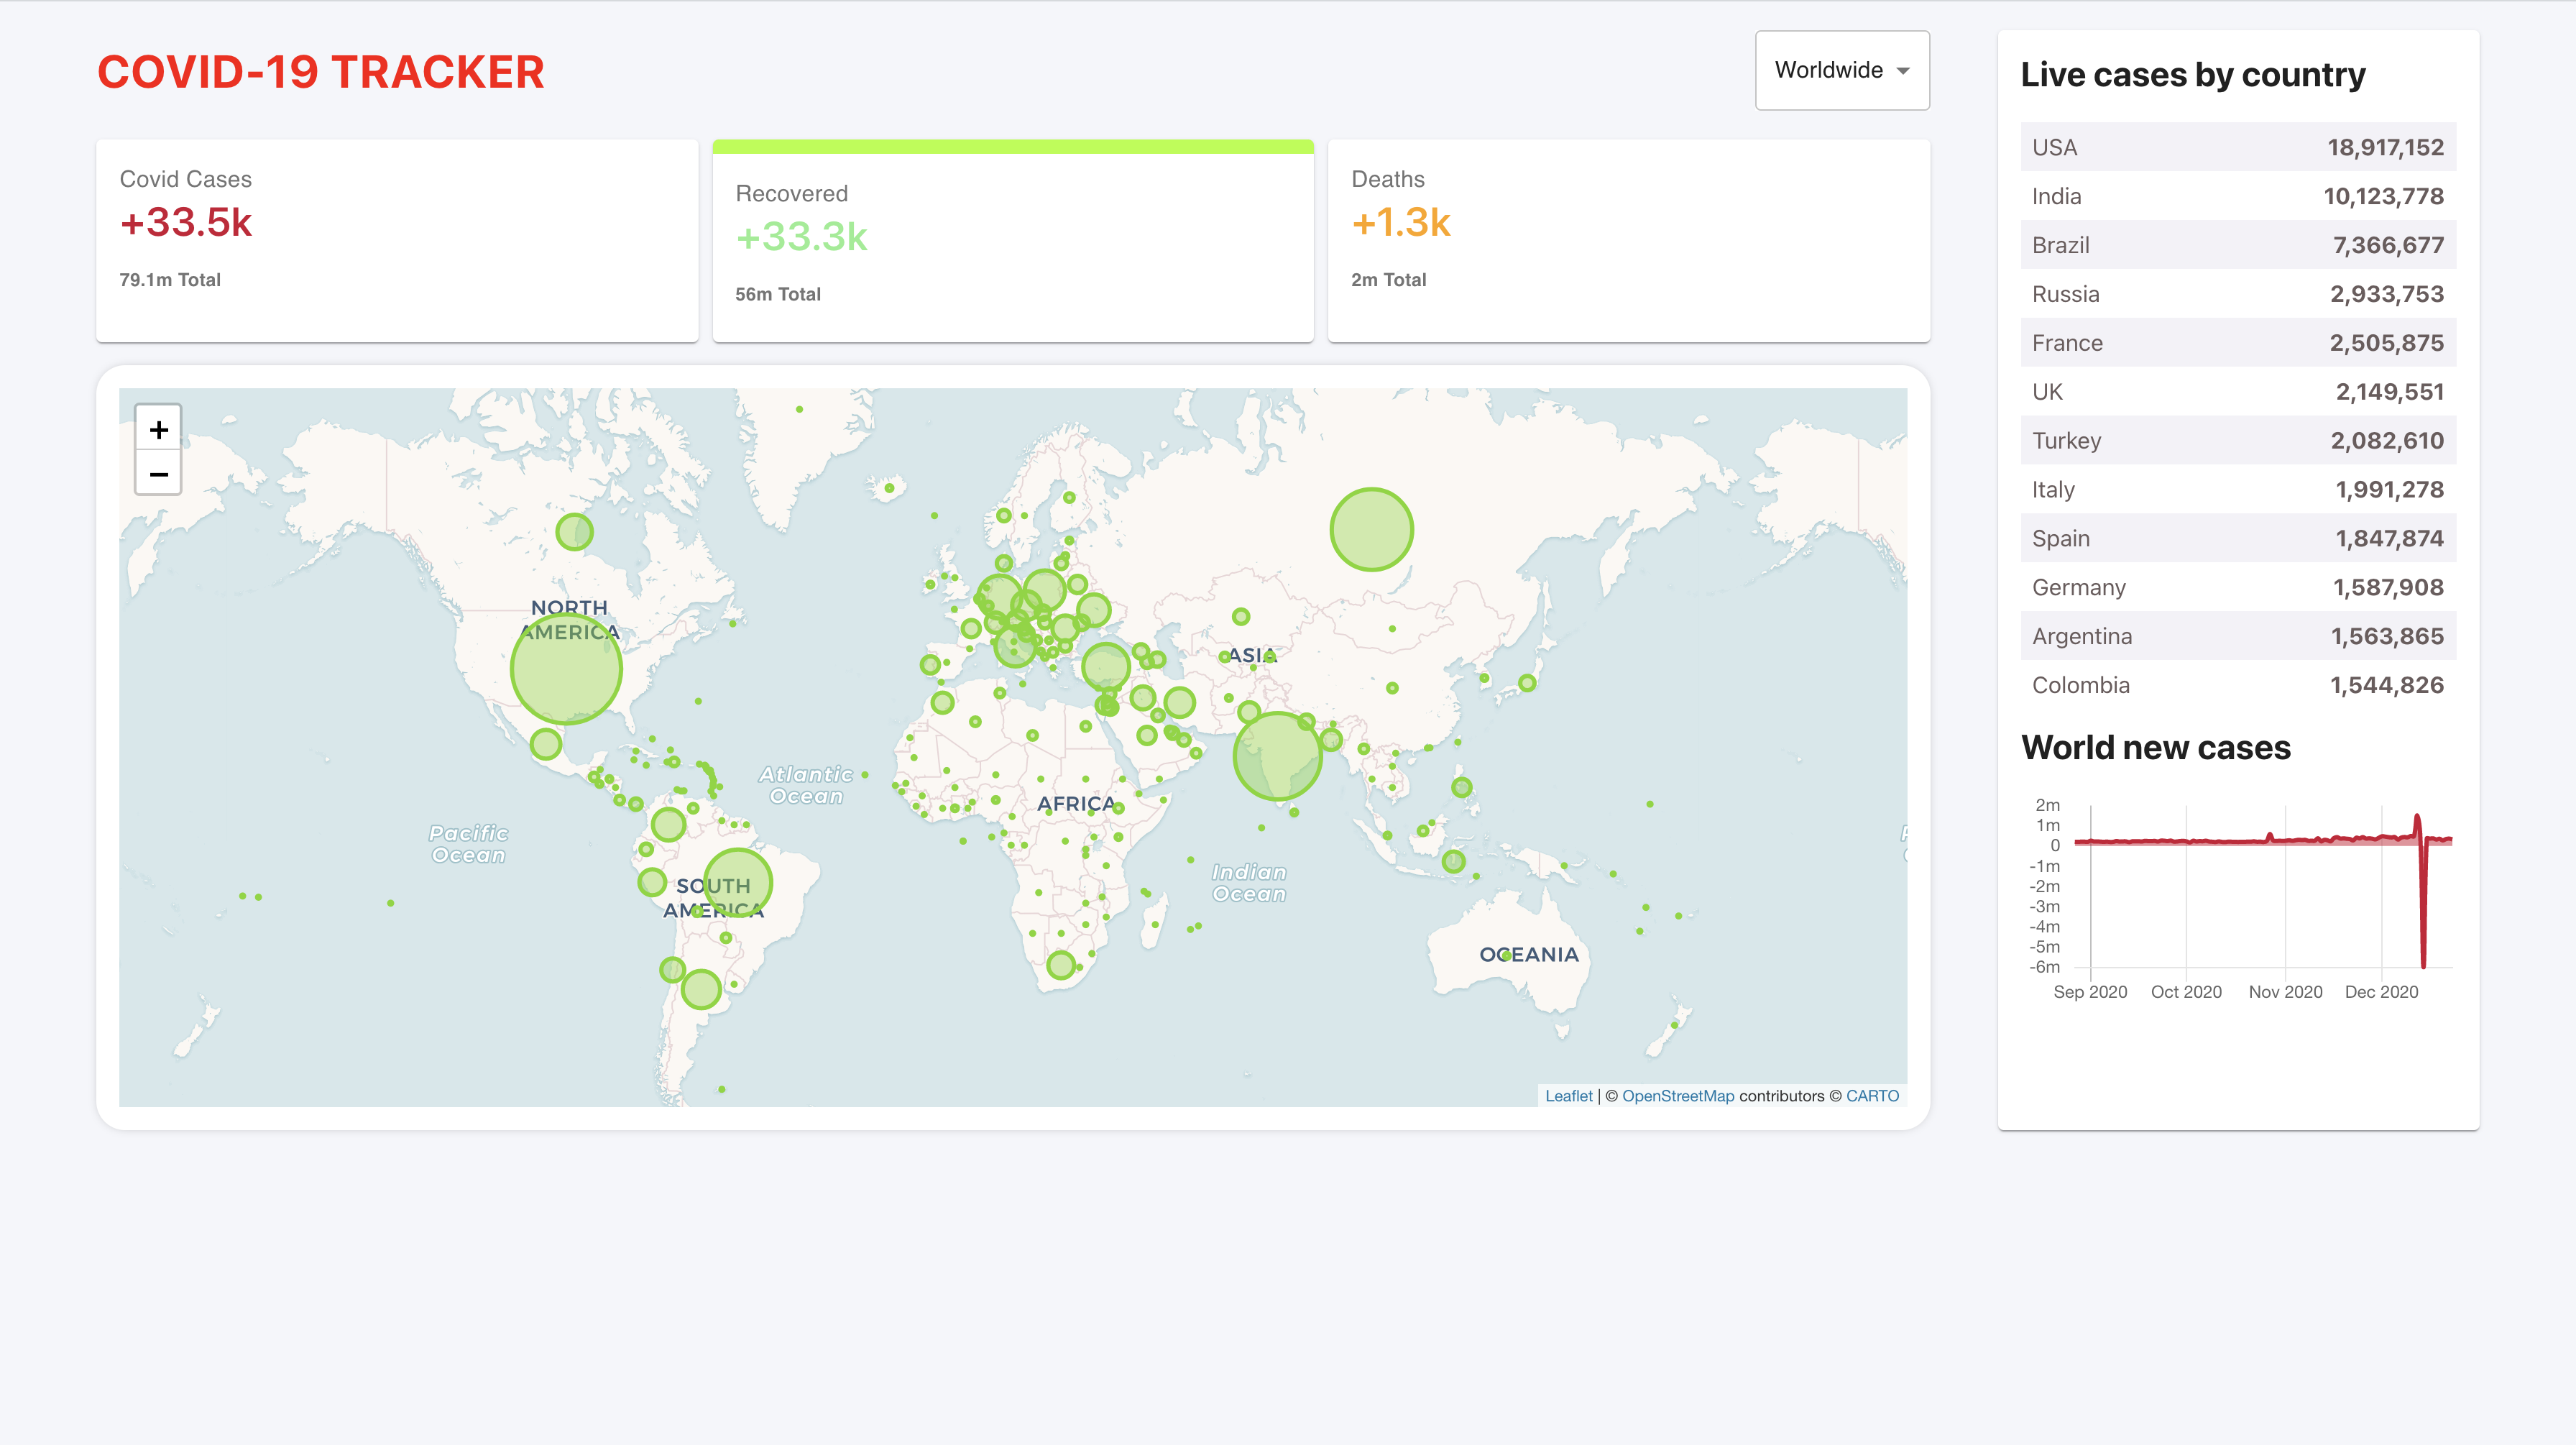 COVID-19 TRACKER
Worldwide
Covid Cases
+33.5k
79.1m Total
Recovered
+33.3k
56m Total
Deaths
+1.3k
2m Total
+
−
NORTH
AMERICA
ASIA
Atlantic
Ocean
AFRICA
Pacific
Ocean
Indian
Ocean
SOUTH
AMERICA
OCEANIA
Leaflet | © OpenStreetMap contributors © CARTO
Live cases by country
USA 18,917,152
India 10,123,778
Brazil 7,366,677
Russia 2,933,753
France 2,505,875
UK 2,149,551
Turkey 2,082,610
Italy 1,991,278
Spain 1,847,874
Germany 1,587,908
Argentina 1,563,865
Colombia 1,544,826
World new cases
2m
1m
0
-1m
-2m
-3m
-4m
-5m
-6m
Sep 2020 Oct 2020 Nov 2020 Dec 2020